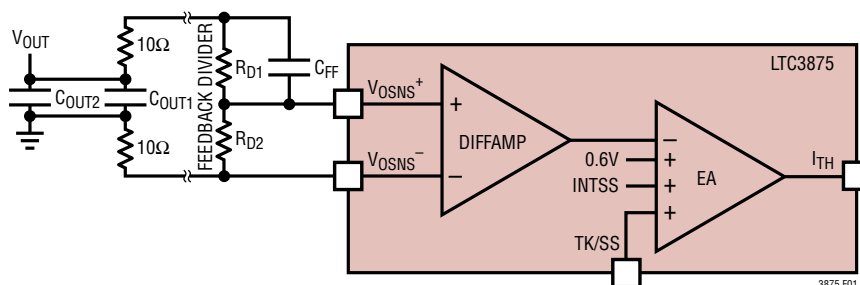 V_OUT
10Ω
C_OUT2
C_OUT1
10Ω
FEEDBACK DIVIDER
R_D1
R_D2
C_FF
LTC3875
V_OSNS+
V_OSNS–
+
–
DIFFAMP
–
0.6V
+
INTSS
+
+
TK/SS
EA
I_TH
3875 F01